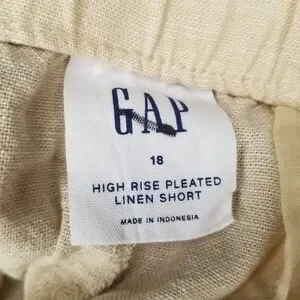 GAP
18
HIGH RISE PLEATED
LINEN SHORT
MADE IN INDONESIA